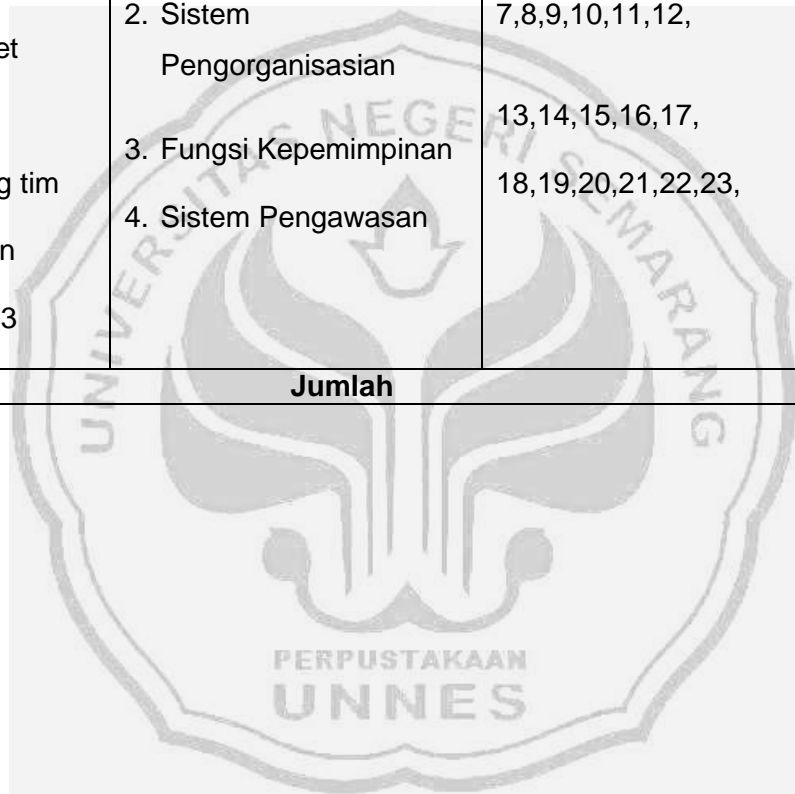 2. Sistem 7,8,9,10,11,12,
et Pengorganisasian
13,14,15,16,17,
3. Fungsi Kepemimpinan
g tim 18,19,20,21,22,23,
4. Sistem Pengawasan
n
3
Jumlah
UNIVERSITAS NEGERI SEMARANG
PERPUSTAKAAN
UNNES